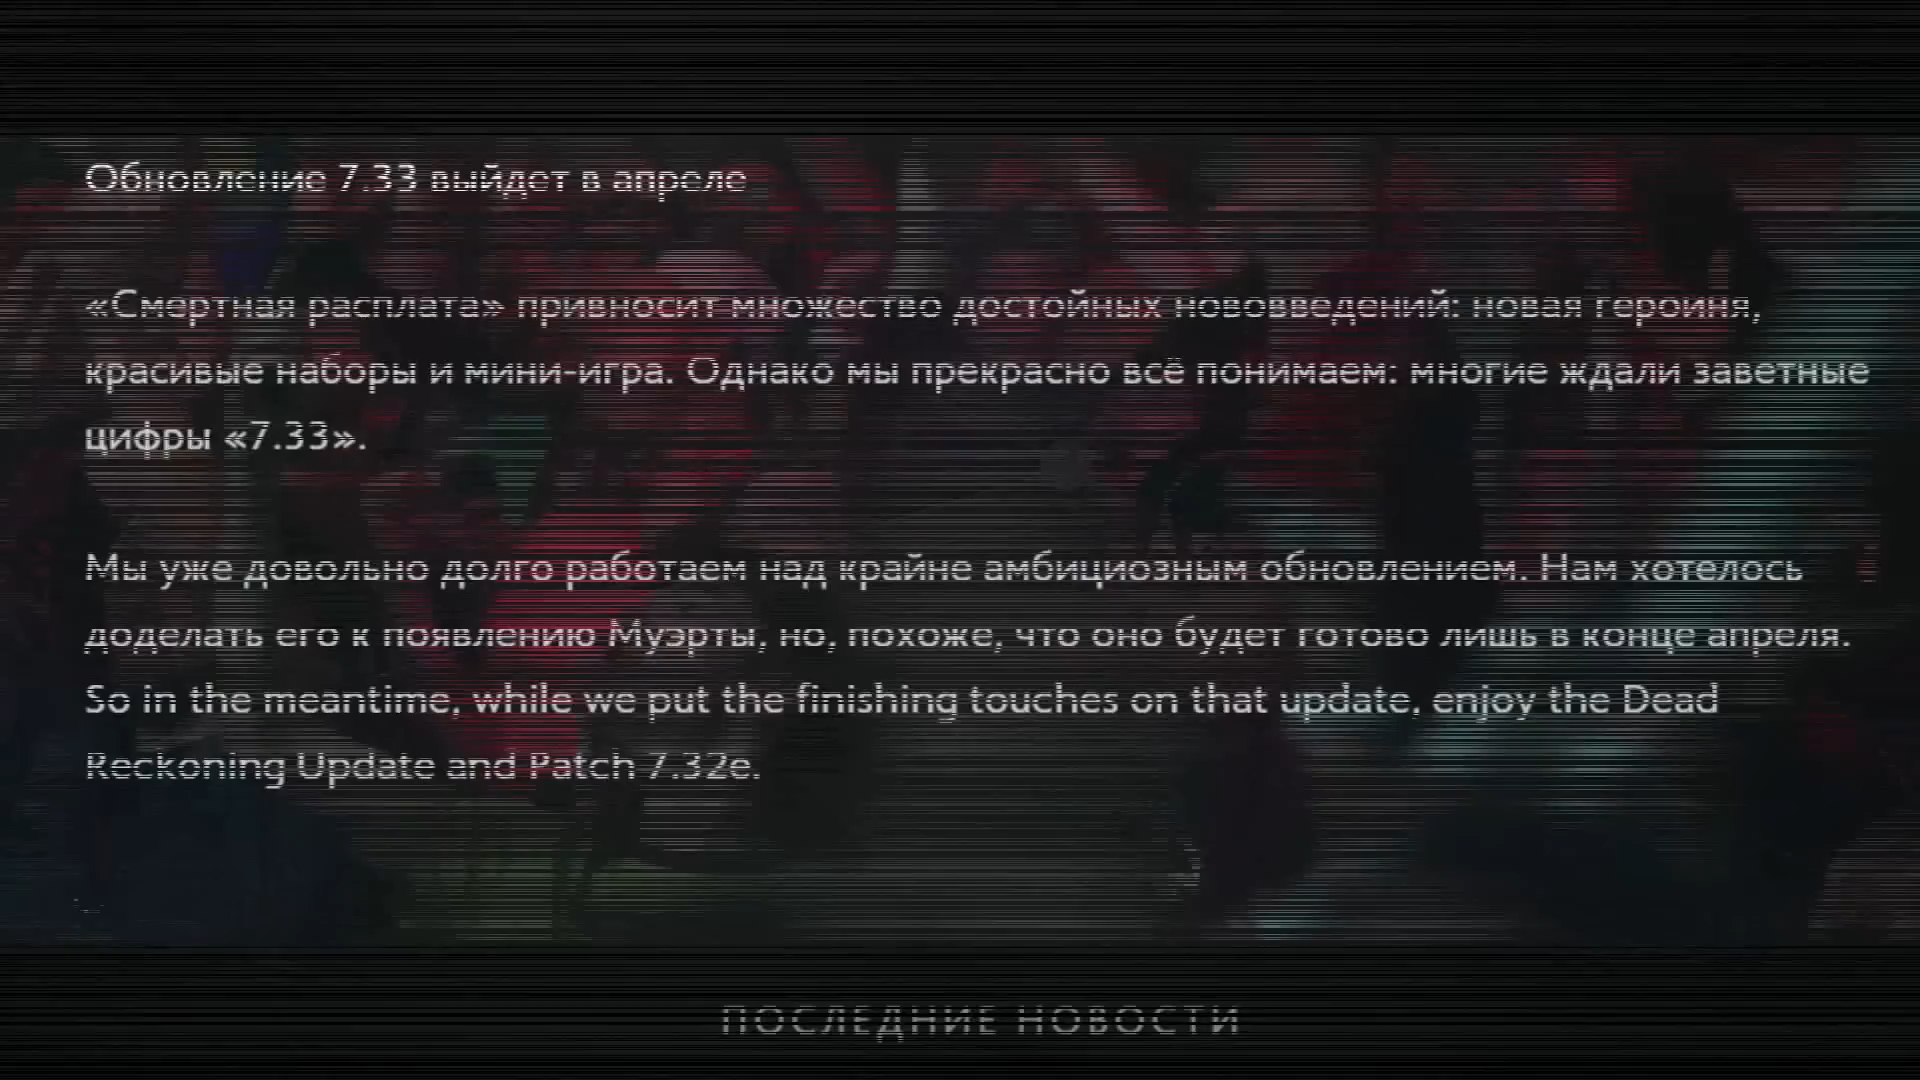 Обновление 7.33 выйдет в апреле
«Смертная расплата» привносит множество достойных нововведений: новая героиня,
красивые наборы и мини-игра. Однако мы прекрасно всё понимаем: многие ждали заветные
цифры «7.33».
Мы уже довольно долго работаем над крайне амбициозным обновлением. Нам хотелось
доделать его к появлению Муэрты, но, похоже, что оно будет готово лишь в конце апреля.
So in the meantime, while we put the finishing touches on that update, enjoy the Dead
Reckoning Update and Patch 7.32e.
ПОСЛЕДНИЕ НОВОСТИ